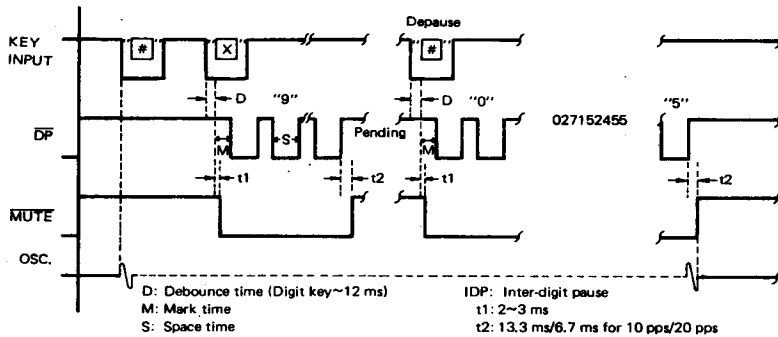 Depause
KEY INPUT
"#" "X" "#"
D "9" D "0" "5"
DP S Pending 027152455
M M
t1 t2 t1 t2
MUTE
OSC.
D: Debounce time (Digit key~12 ms) IDP: Inter-digit pause
M: Mark time t1: 2~3 ms
S: Space time t2: 13.3 ms/6.7 ms for 10 pps/20 pps